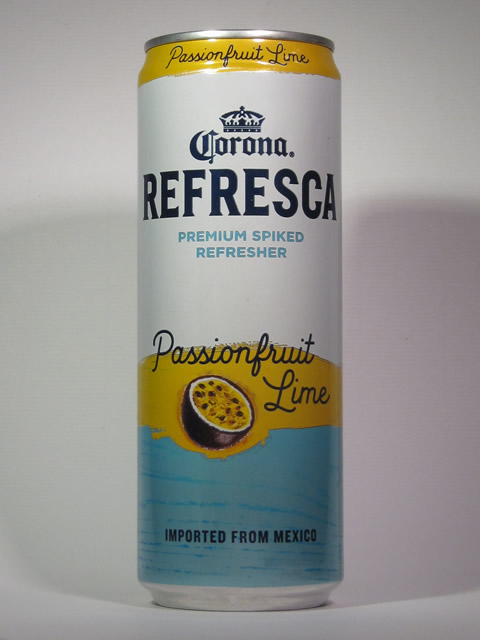 Passionfruit Lime
Corona.
REFRESCA
PREMIUM SPIKED
REFRESHER
Passionfruit
Lime
IMPORTED FROM MEXICO